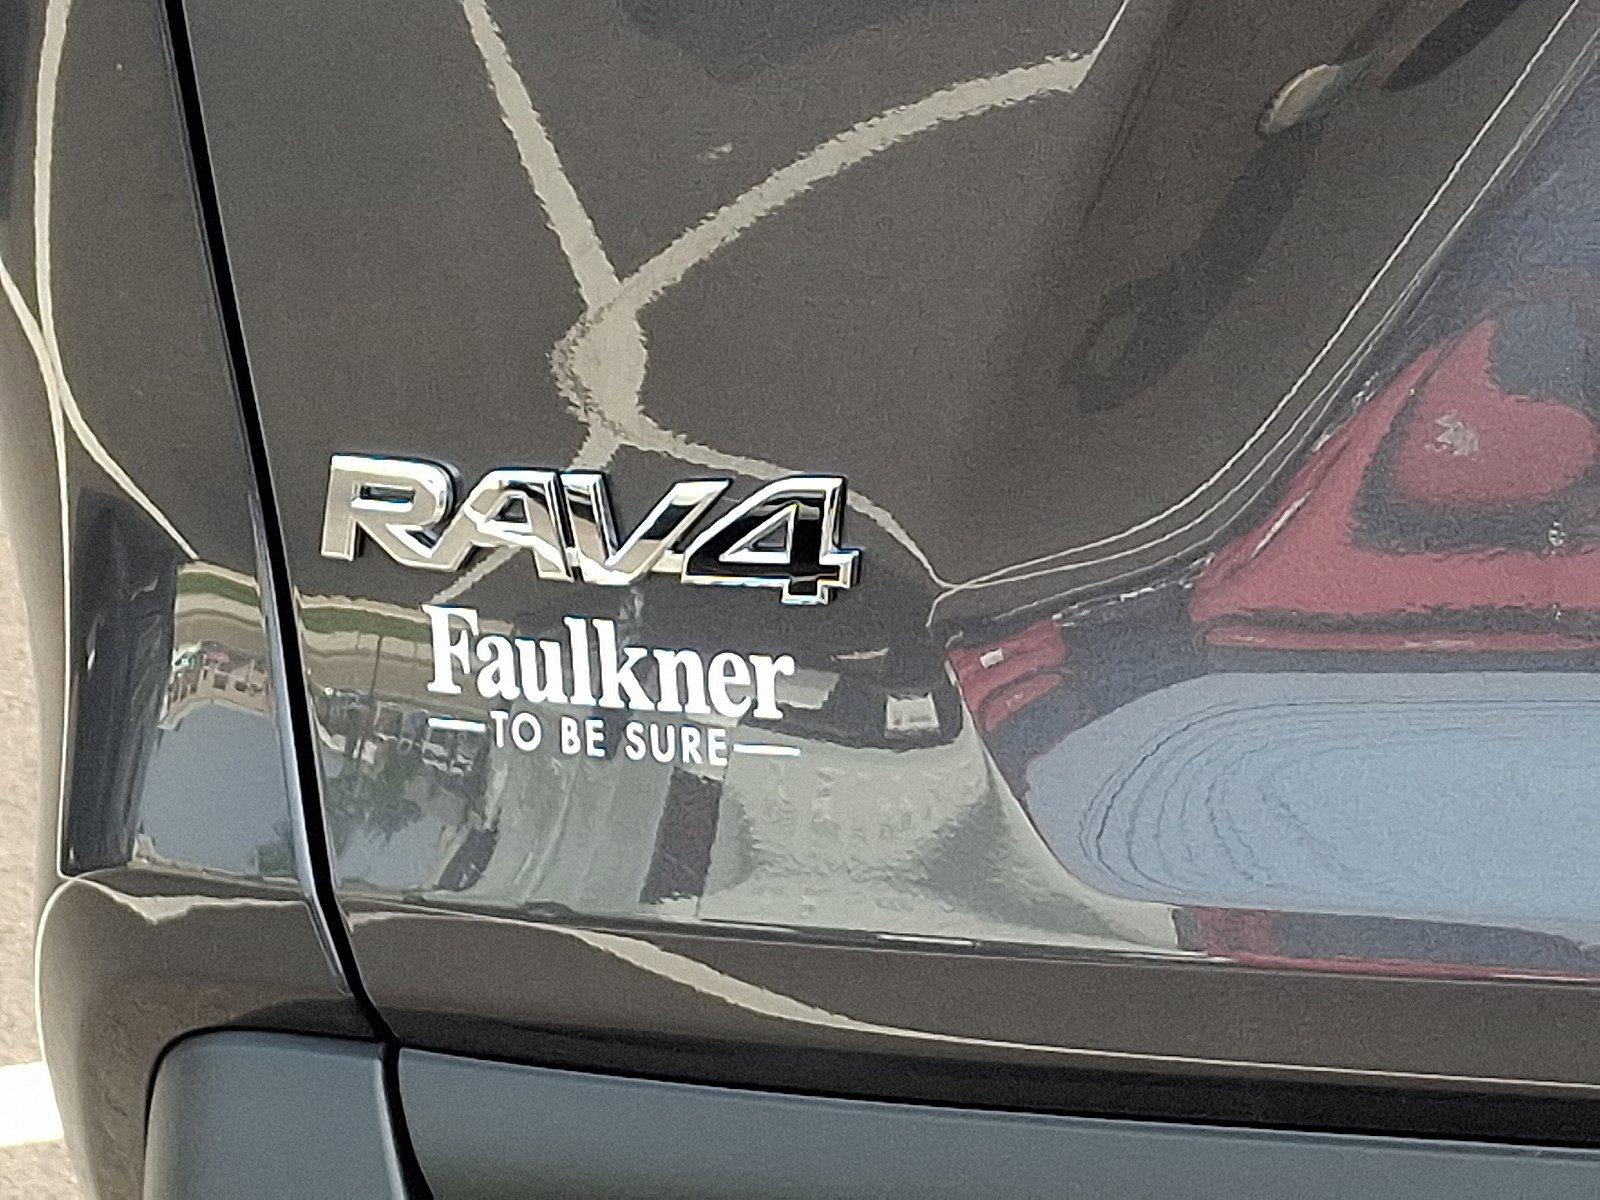 RAV4
Faulkner
TO BE SURE